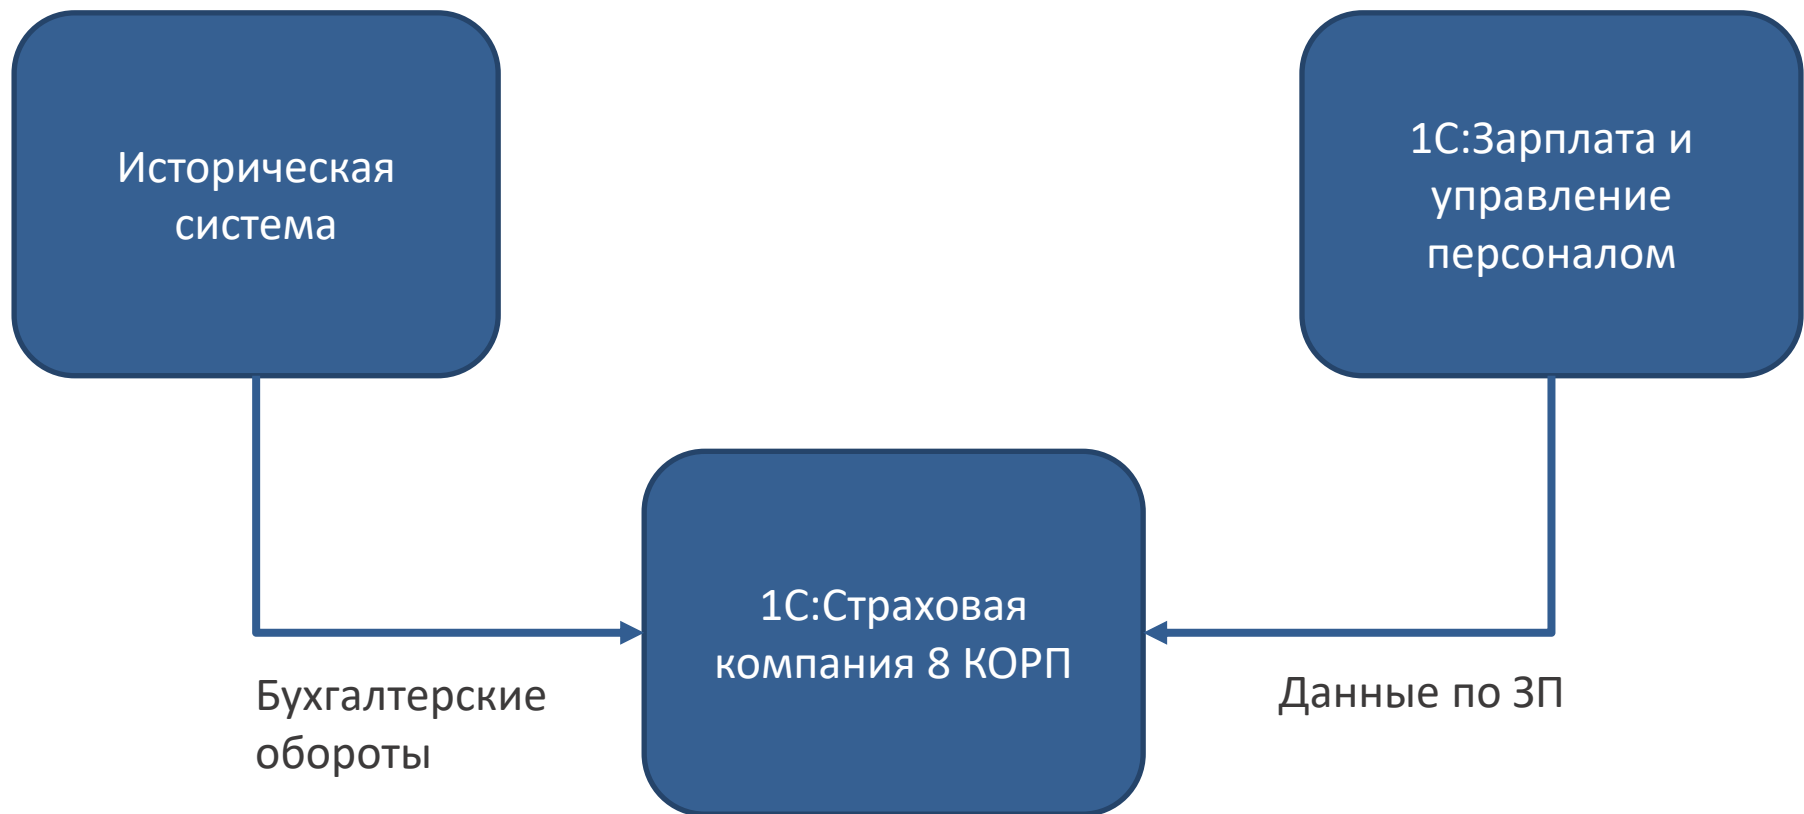 Историческая
система
1С:Зарплата и
управление
персоналом
1С:Страховая
компания 8 КОРП
Бухгалтерские
обороты
Данные по ЗП